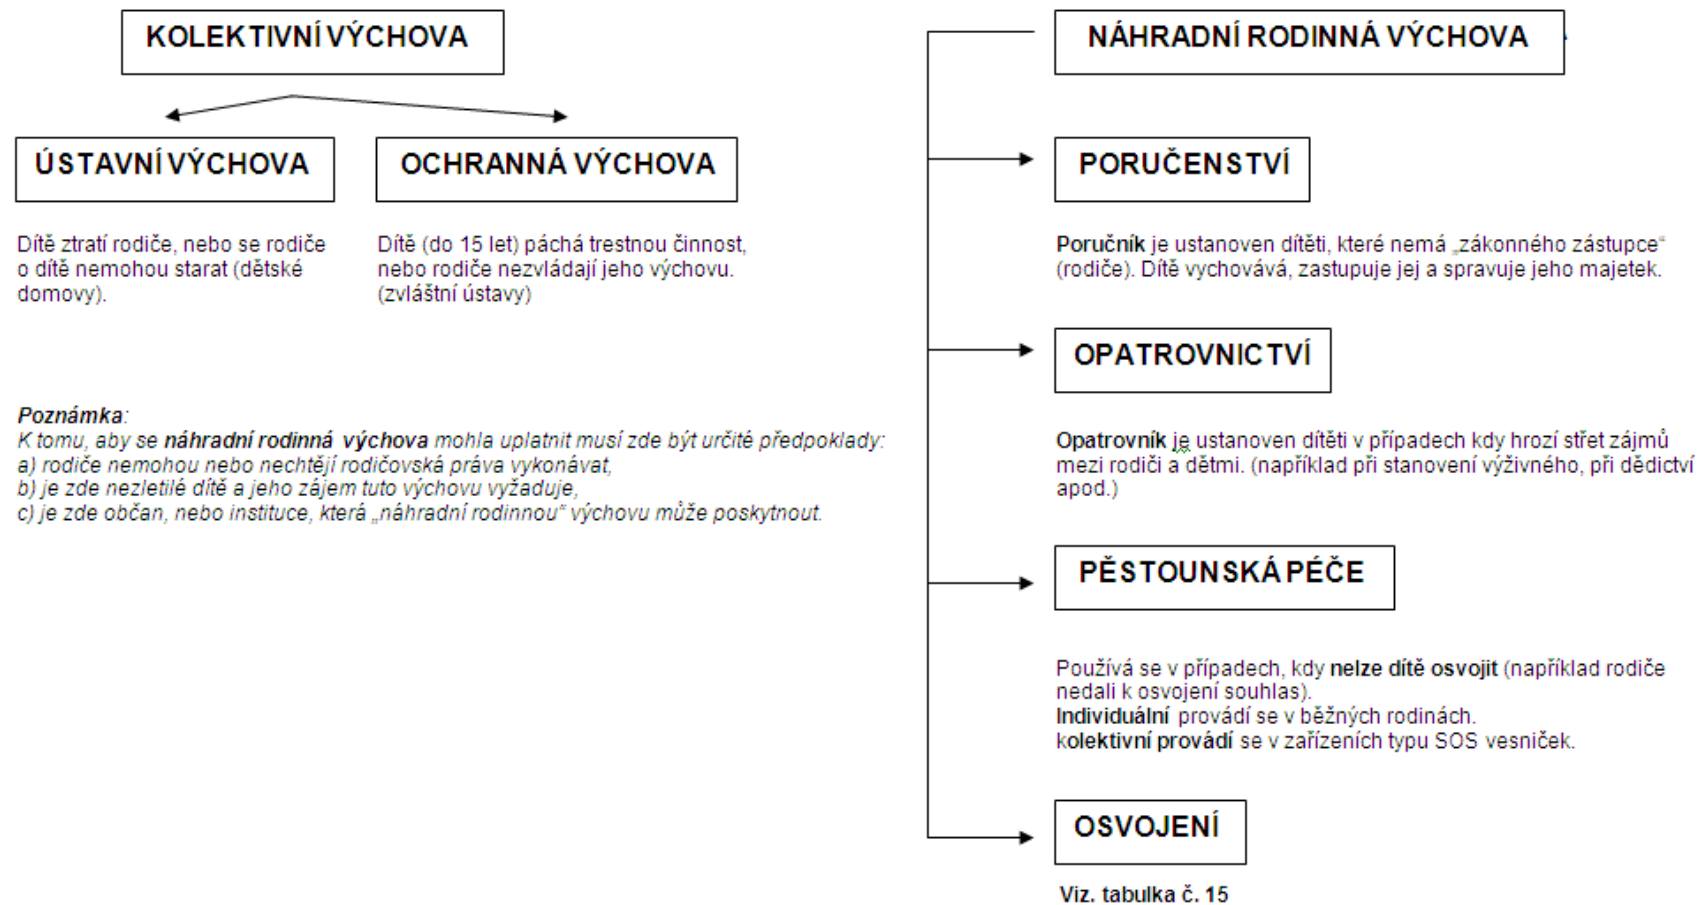 KOLEKTIVNÍ VÝCHOVA
ÚSTAVNÍ VÝCHOVA
Dítě ztratí rodiče, nebo se rodiče
o dítě nemohou starat (dětské
domovy).
OCHRANNÁ VÝCHOVA
Dítě (do 15 let) páchá trestnou činnost,
nebo rodiče nezvládají jeho výchovu.
(zvláštní ústavy)
Poznámka:
K tomu, aby se náhradní rodinná výchova mohla uplatnit musí zde být určité předpoklady:
a) rodiče nemohou nebo nechtějí rodičovská práva vykonávat,
b) je zde nezletilé dítě a jeho zájem tuto výchovu vyžaduje,
c) je zde občan, nebo instituce, která „náhradní rodinnou“ výchovu může poskytnout.
NÁHRADNÍ RODINNÁ VÝCHOVA
PORUČENSTVÍ
Poručník je ustanoven dítěti, které nemá „zákonného zástupce“
(rodiče). Dítě vychovává, zastupuje jej a spravuje jeho majetek.
OPATROVNICTVÍ
Opatrovník je ustanoven dítěti v případech kdy hrozí střet zájmů
mezi rodiči a dětmi. (například při stanovení výživného, při dědictví
apod.)
PĚSTOUNSKÁ PÉČE
Používá se v případech, kdy nelze dítě osvojit (například rodiče
nedali k osvojení souhlas).
Individuální provádí se v běžných rodinách.
kolektivní provádí se v zařízeních typu SOS vesniček.
OSVOJENÍ
Viz. tabulka č. 15